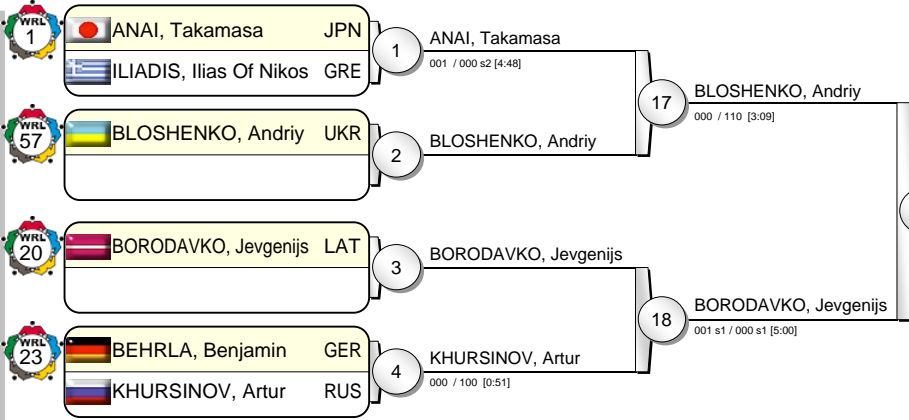 WRL
1
ANAI, Takamasa JPN
ILIADIS, Ilias Of Nikos GRE
1
ANAI, Takamasa
001 / 000 s2 [4:48]
WRL
57
BLOSHENKO, Andriy UKR
2
BLOSHENKO, Andriy
17
BLOSHENKO, Andriy
000 / 110 [3:09]
WRL
20
BORODAVKO, Jevgenijs LAT
3
BORODAVKO, Jevgenijs
WRL
23
BEHRLA, Benjamin GER
KHURSINOV, Artur RUS
4
KHURSINOV, Artur
000 / 100 [0:51]
18
BORODAVKO, Jevgenijs
001 s1 / 000 s1 [5:00]